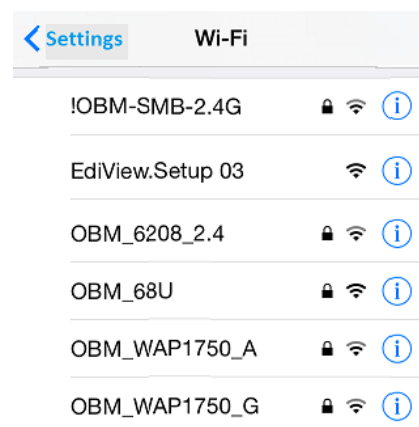 Settings Wi-Fi
!OBM-SMB-2.4G
EdiView.Setup 03
OBM_6208_2.4
OBM_68U
OBM_WAP1750_A
OBM_WAP1750_G